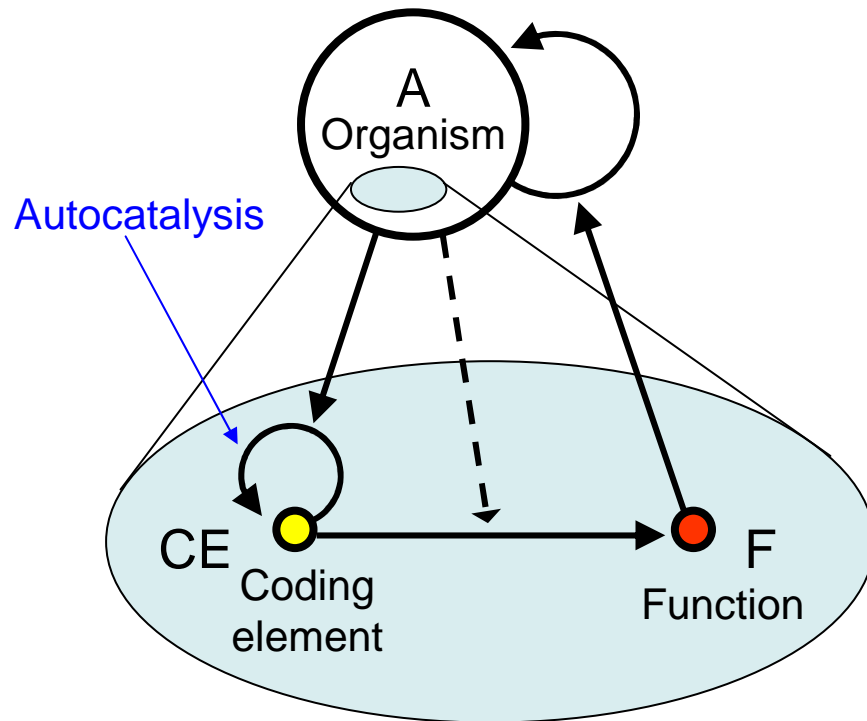 A
Organism
Autocatalysis
CE
Coding
element
F
Function